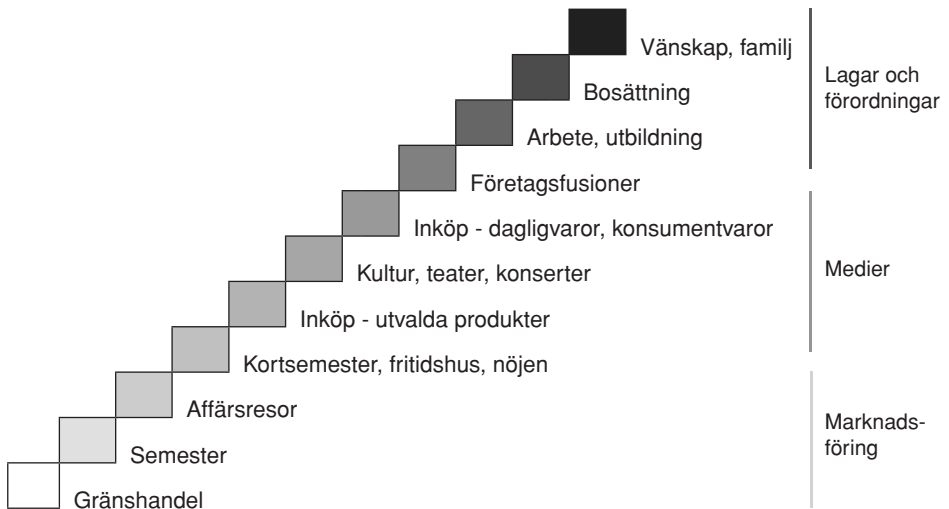 Vänskap, familj
Bosättning
Arbete, utbildning
Företagsfusioner
Inköp - dagligvaror, konsumentvaror
Kultur, teater, konserter
Inköp - utvalda produkter
Kortsemester, fritidshus, nöjen
Affärsresor
Semester
Gränshandel
Lagar och
förordningar
Medier
Marknads-
föring